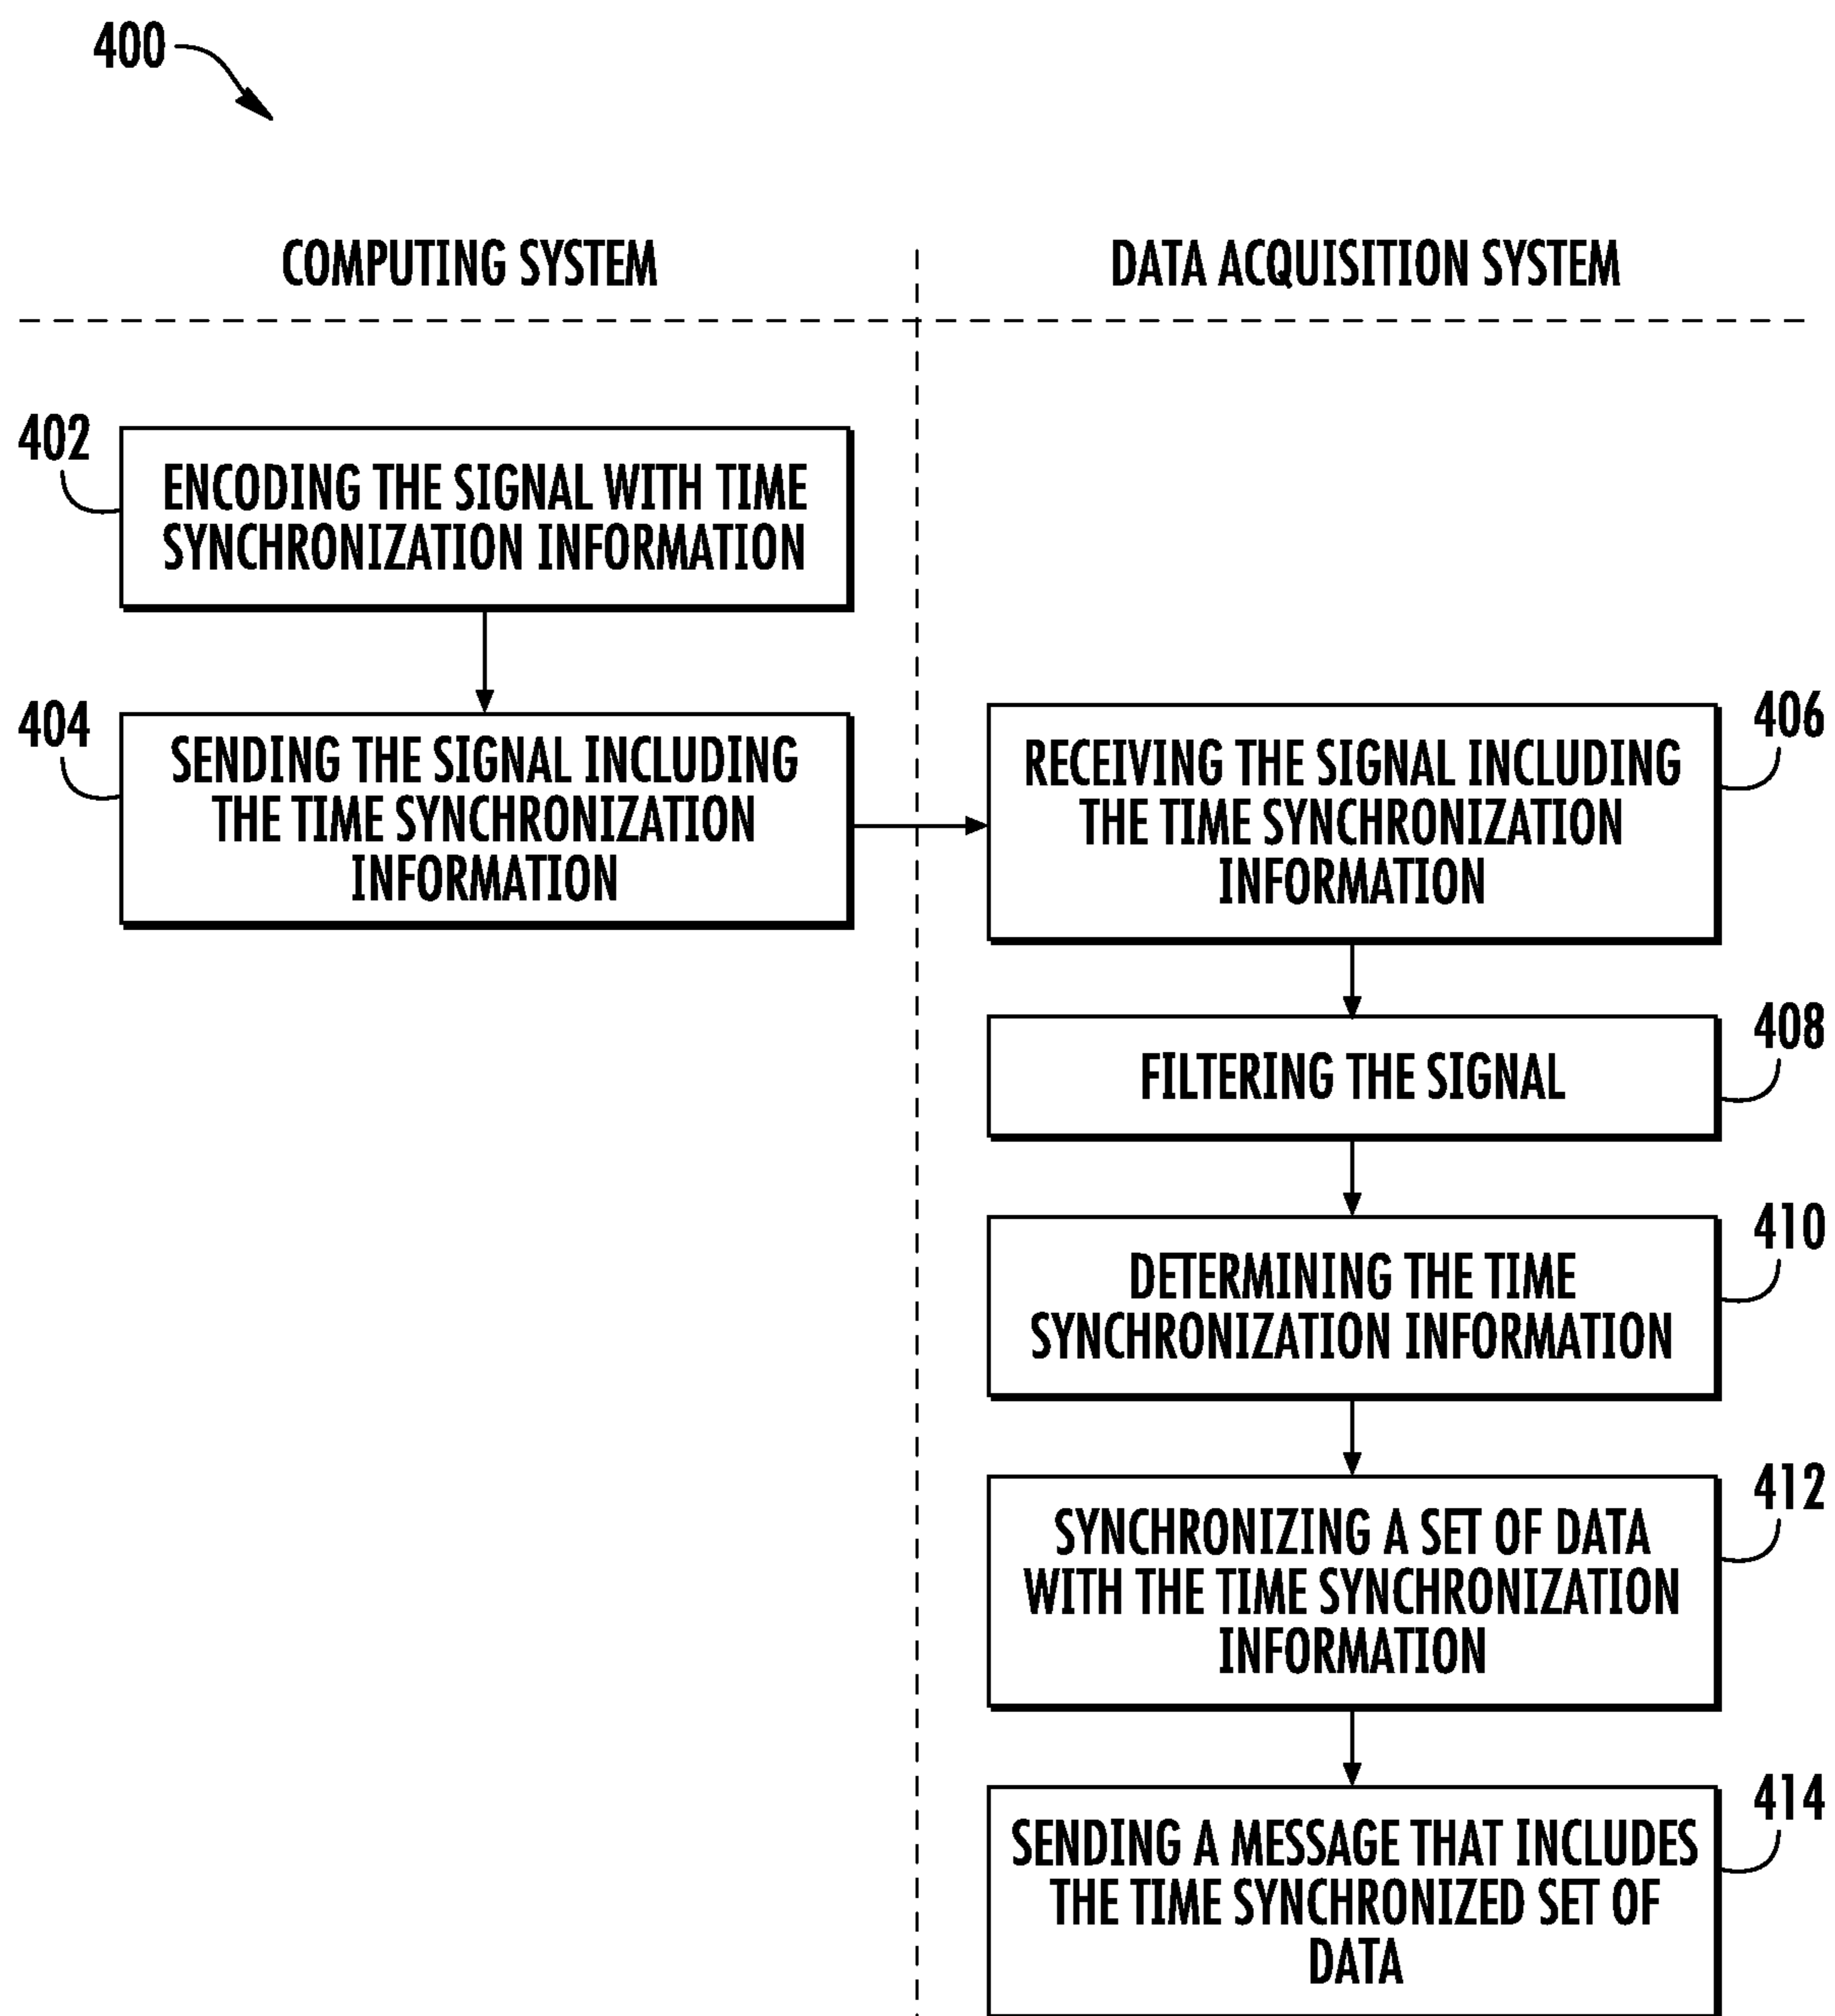 400
COMPUTING SYSTEM
DATA ACQUISITION SYSTEM
402
ENCODING THE SIGNAL WITH TIME
SYNCHRONIZATION INFORMATION
404
SENDING THE SIGNAL INCLUDING
THE TIME SYNCHRONIZATION
INFORMATION
406
RECEIVING THE SIGNAL INCLUDING
THE TIME SYNCHRONIZATION
INFORMATION
408
FILTERING THE SIGNAL
410
DETERMINING THE TIME
SYNCHRONIZATION INFORMATION
412
SYNCHRONIZING A SET OF DATA
WITH THE TIME SYNCHRONIZATION
INFORMATION
414
SENDING A MESSAGE THAT INCLUDES
THE TIME SYNCHRONIZED SET OF
DATA